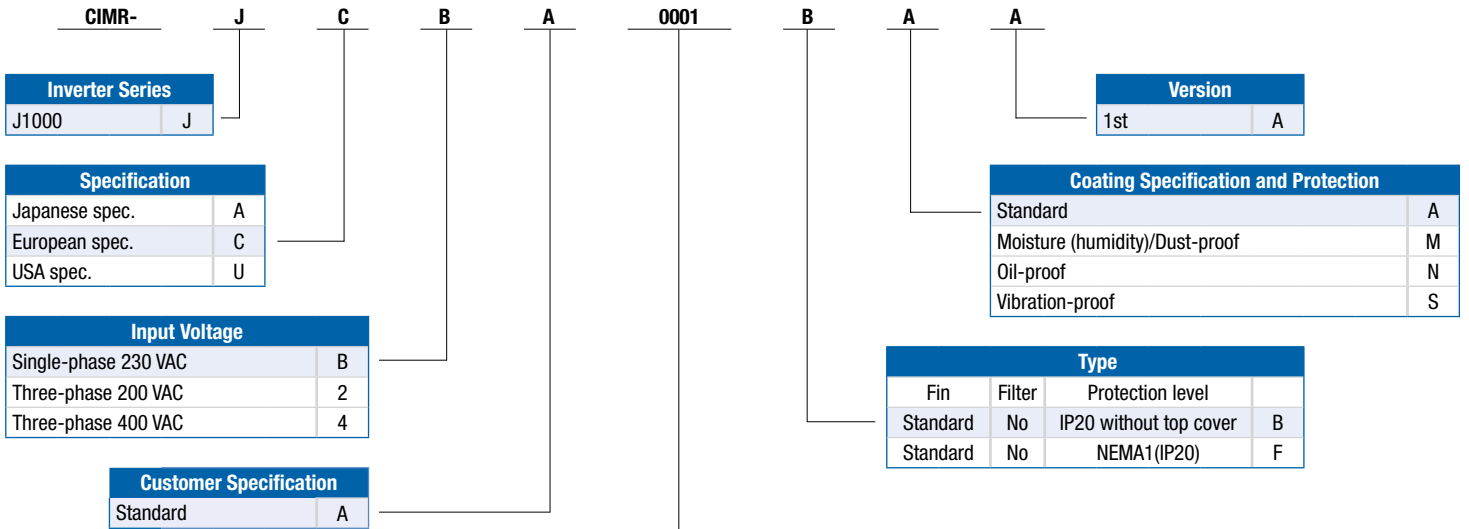 CIMR- J C B A 0001 B A A
Inverter Series
J1000 J
Version
1st A
Specification
Japanese spec. A
European spec. C
USA spec. U
Coating Specification and Protection
Standard A
Moisture (humidity)/Dust-proof M
Oil-proof N
Vibration-proof S
Input Voltage
Single-phase 230 VAC B
Three-phase 200 VAC 2
Three-phase 400 VAC 4
Type
Fin Filter Protection level
Standard No IP20 without top cover B
Standard No NEMA1(IP20) F
Customer Specification
Standard A